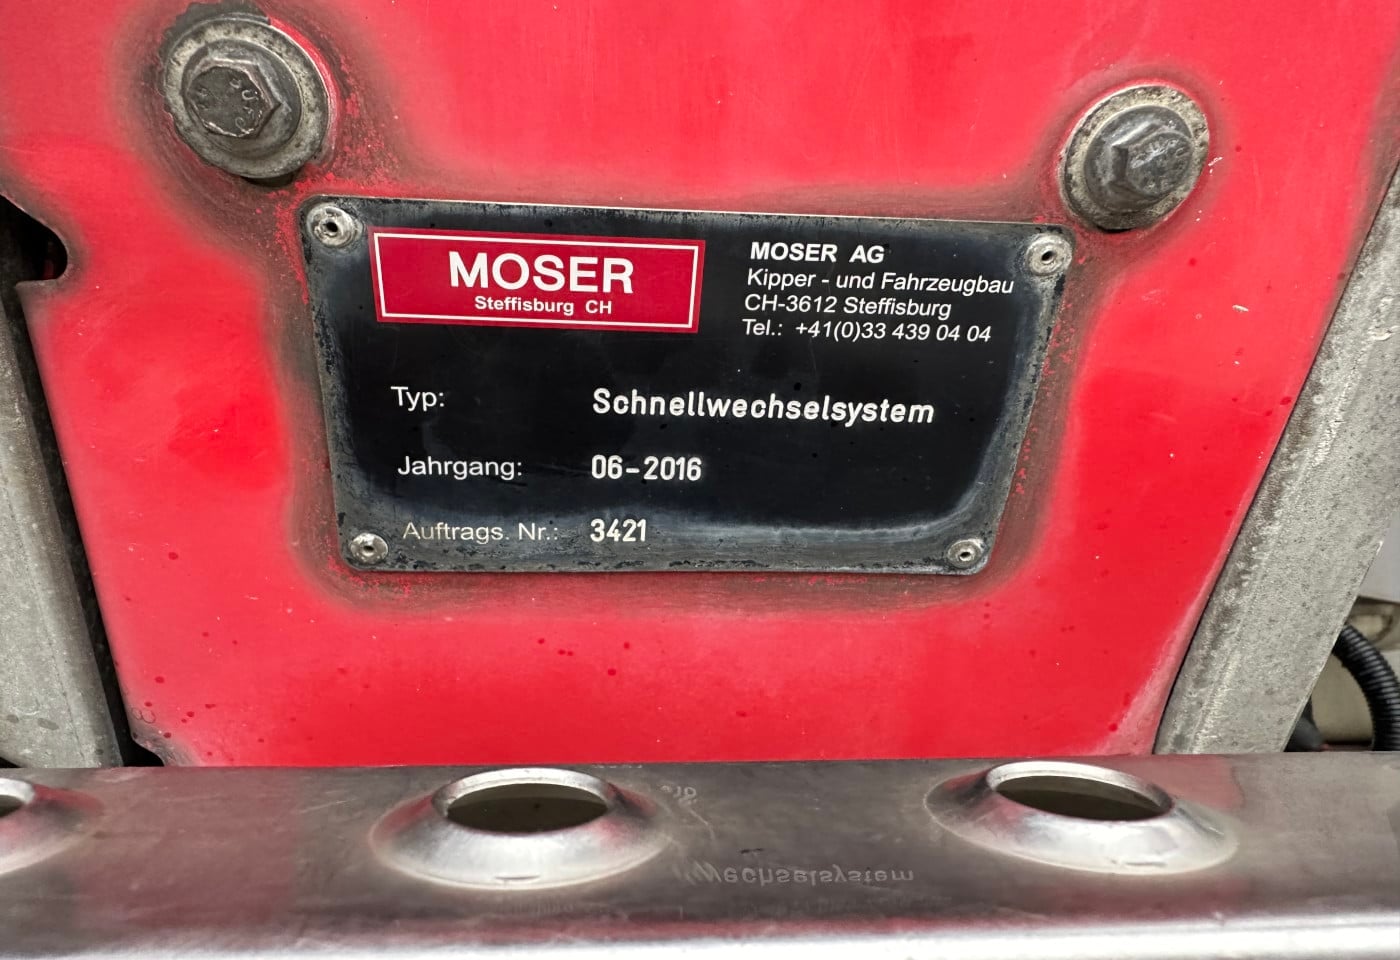 MOSER
Steffisburg CH
MOSER AG
Kipper - und Fahrzeugbau
CH-3612 Steffisburg
Tel.: +41(0)33 439 04 04
Typ: Schnellwechselsystem
Jahrgang: 06-2016
Auftrags. Nr.: 3421